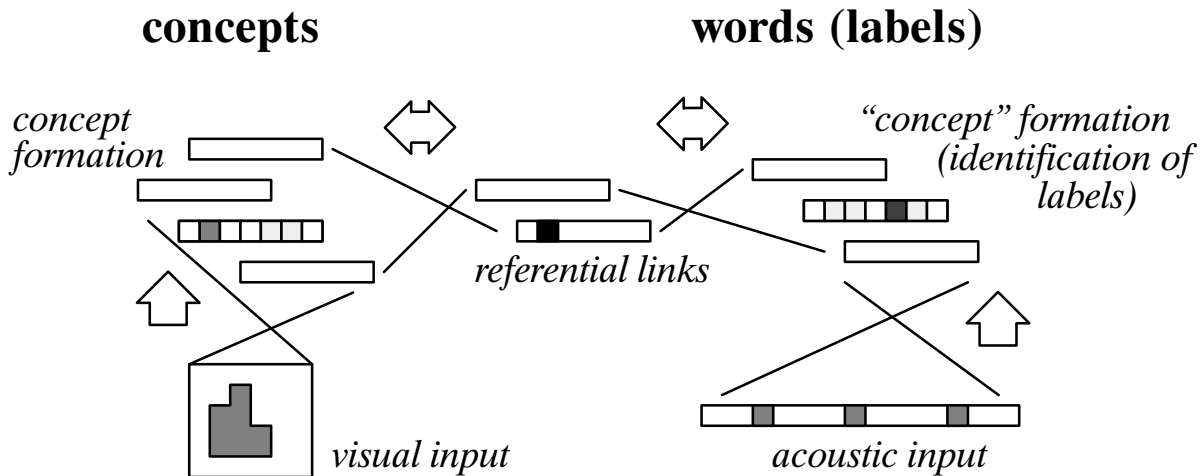 concepts
words (labels)
concept
formation
“concept” formation
(identification of
labels)
referential links
visual input
acoustic input